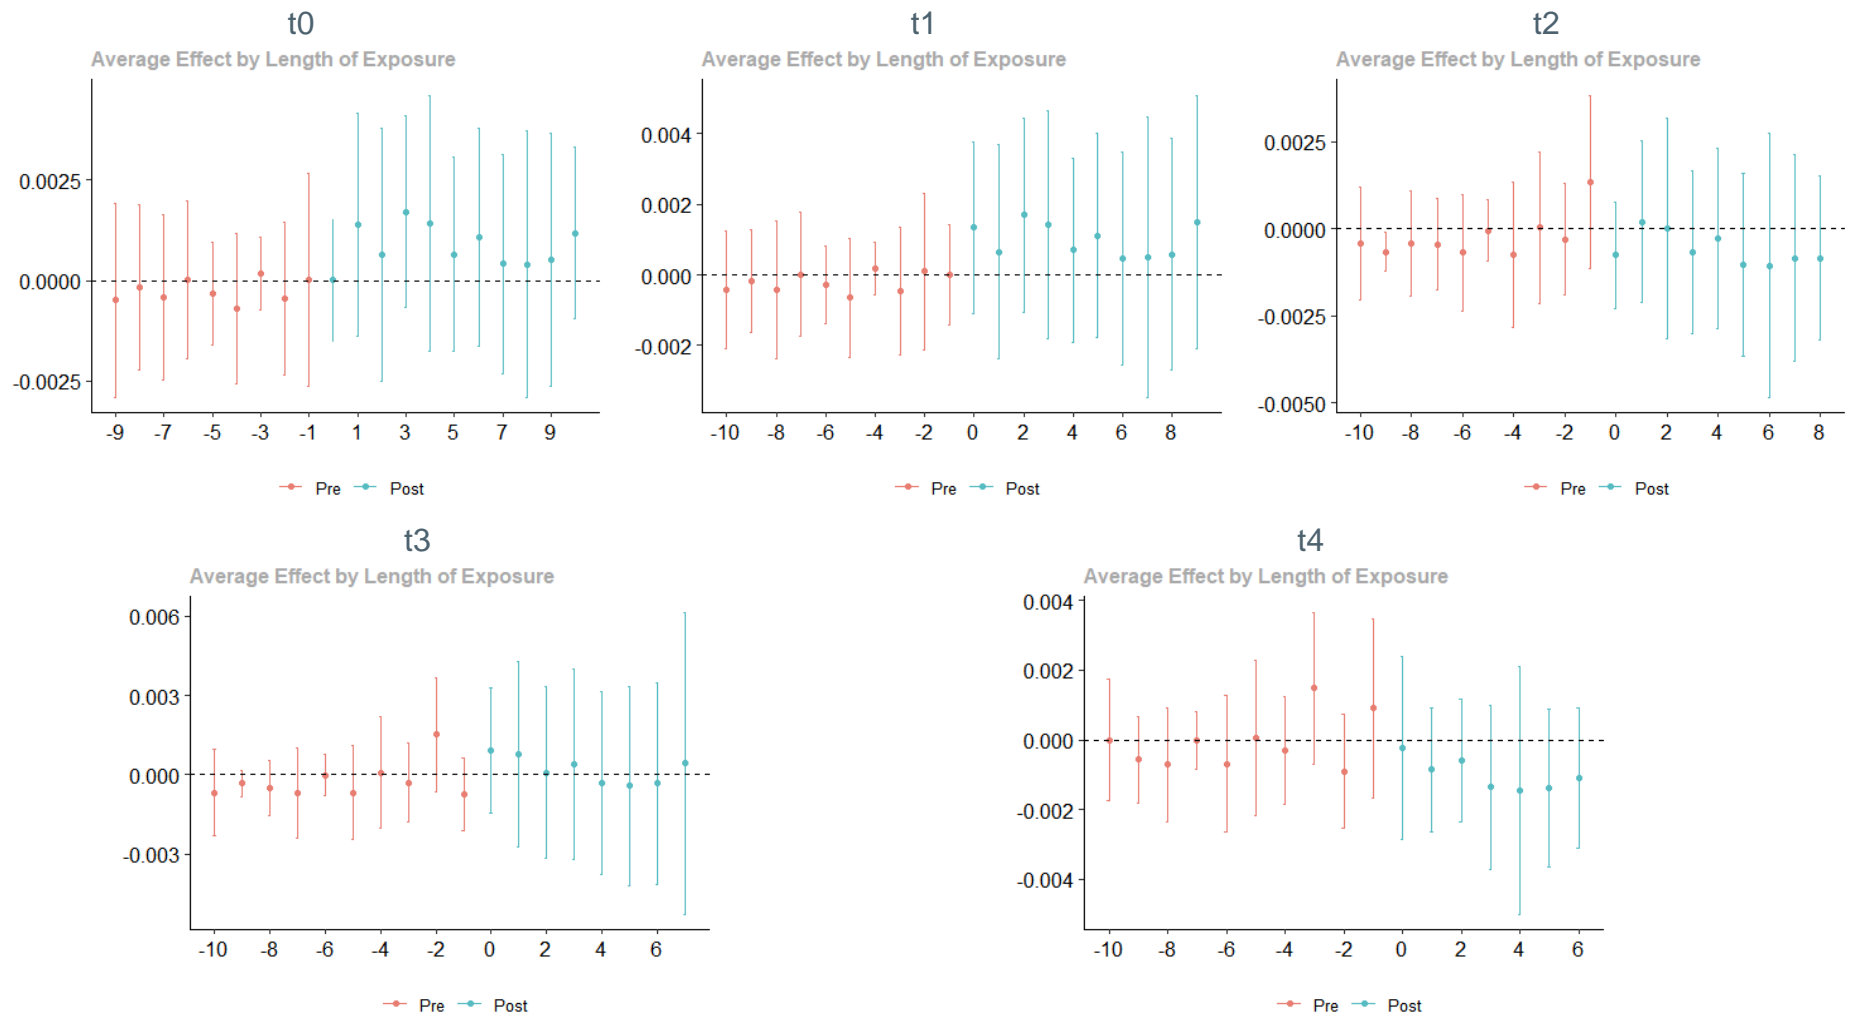 t0
Average Effect by Length of Exposure
0.0025
0.0000
-0.0025
-9 -7 -5 -3 -1 1 3 5 7 9
Pre Post
t1
Average Effect by Length of Exposure
0.004
0.002
0.000
-0.002
-10 -8 -6 -4 -2 0 2 4 6 8
Pre Post
t2
Average Effect by Length of Exposure
0.0025
0.0000
-0.0025
-0.0050
-10 -8 -6 -4 -2 0 2 4 6 8
Pre Post
t3
Average Effect by Length of Exposure
0.006
0.003
0.000
-0.003
-10 -8 -6 -4 -2 0 2 4 6
Pre Post
t4
Average Effect by Length of Exposure
0.004
0.002
0.000
-0.002
-0.004
-10 -8 -6 -4 -2 0 2 4 6
Pre Post